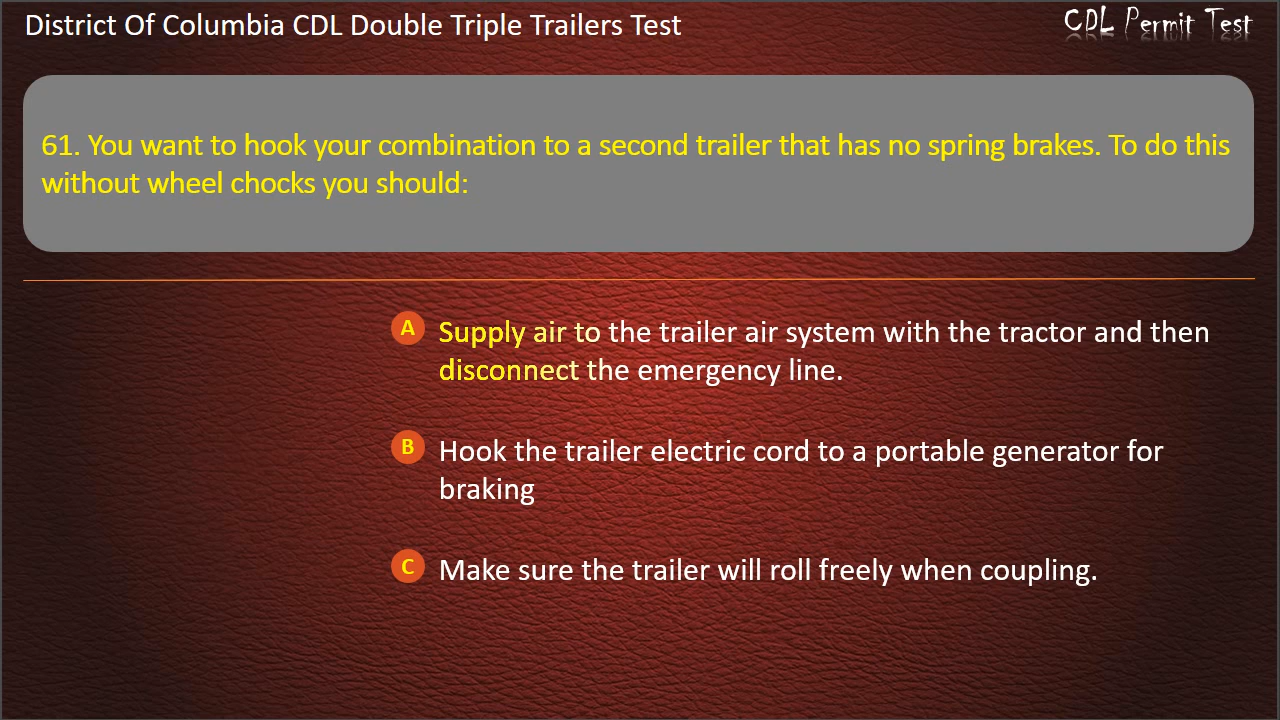 District Of Columbia CDL Double Triple Trailers Test
CDL Permit Test
61. You want to hook your combination to a second trailer that has no spring brakes. To do this
without wheel chocks you should:
A Supply air to the trailer air system with the tractor and then
disconnect the emergency line.
B Hook the trailer electric cord to a portable generator for
braking
C Make sure the trailer will roll freely when coupling.